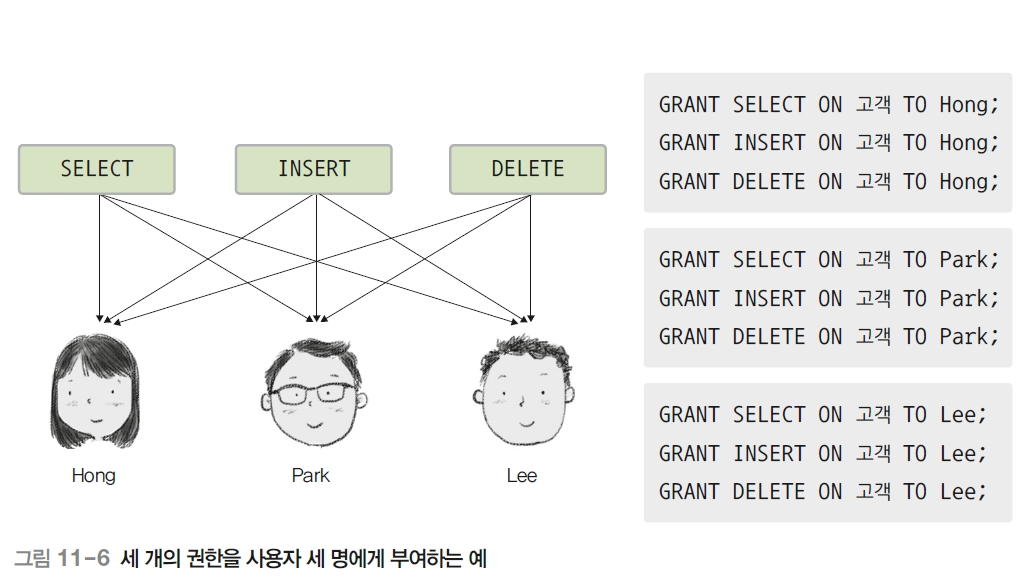 SELECT
INSERT
DELETE
Hong
Park
Lee
GRANT SELECT ON 고객 TO Hong;
GRANT INSERT ON 고객 TO Hong;
GRANT DELETE ON 고객 TO Hong;
GRANT SELECT ON 고객 TO Park;
GRANT INSERT ON 고객 TO Park;
GRANT DELETE ON 고객 TO Park;
GRANT SELECT ON 고객 TO Lee;
GRANT INSERT ON 고객 TO Lee;
GRANT DELETE ON 고객 TO Lee;
그림 11-6 세 개의 권한을 사용자 세 명에게 부여하는 예